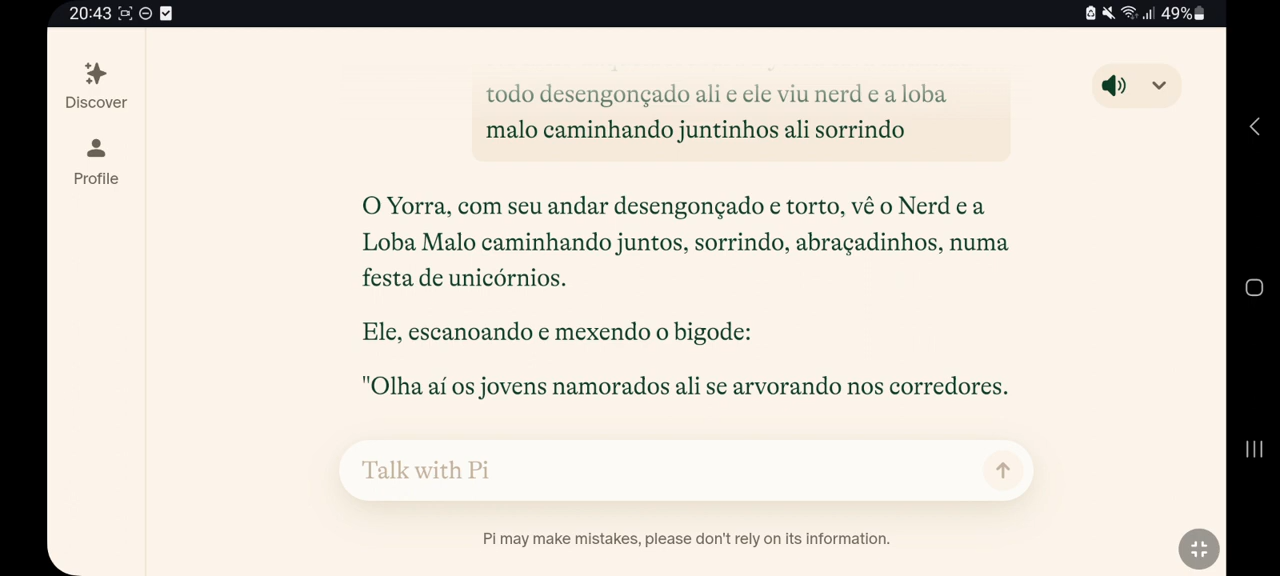 20:43
49%
Discover
Profile
todo desengonçado ali e ele viu nerd e a loba
malo caminhando juntinhos ali sorrindo
O Yorra, com seu andar desengonçado e torto, vê o Nerd e a
Loba Malo caminhando juntos, sorrindo, abraçadinhos, numa
festa de unicórnios.
Ele, escanoando e mexendo o bigode:
"Olha aí os jovens namorados ali se arvorando nos corredores.
Talk with Pi
Pi may make mistakes, please don't rely on its information.